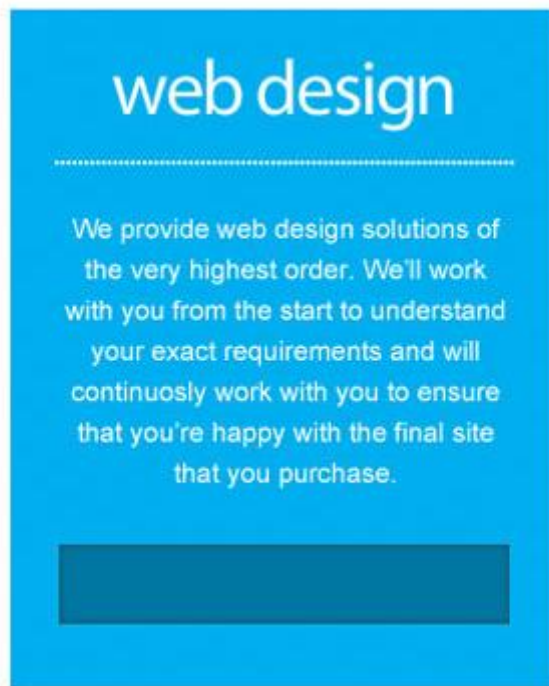 web design
We provide web design solutions of
the very highest order. We'll work
with you from the start to understand
your exact requirements and will
continuosly work with you to ensure
that you're happy with the final site
that you purchase.